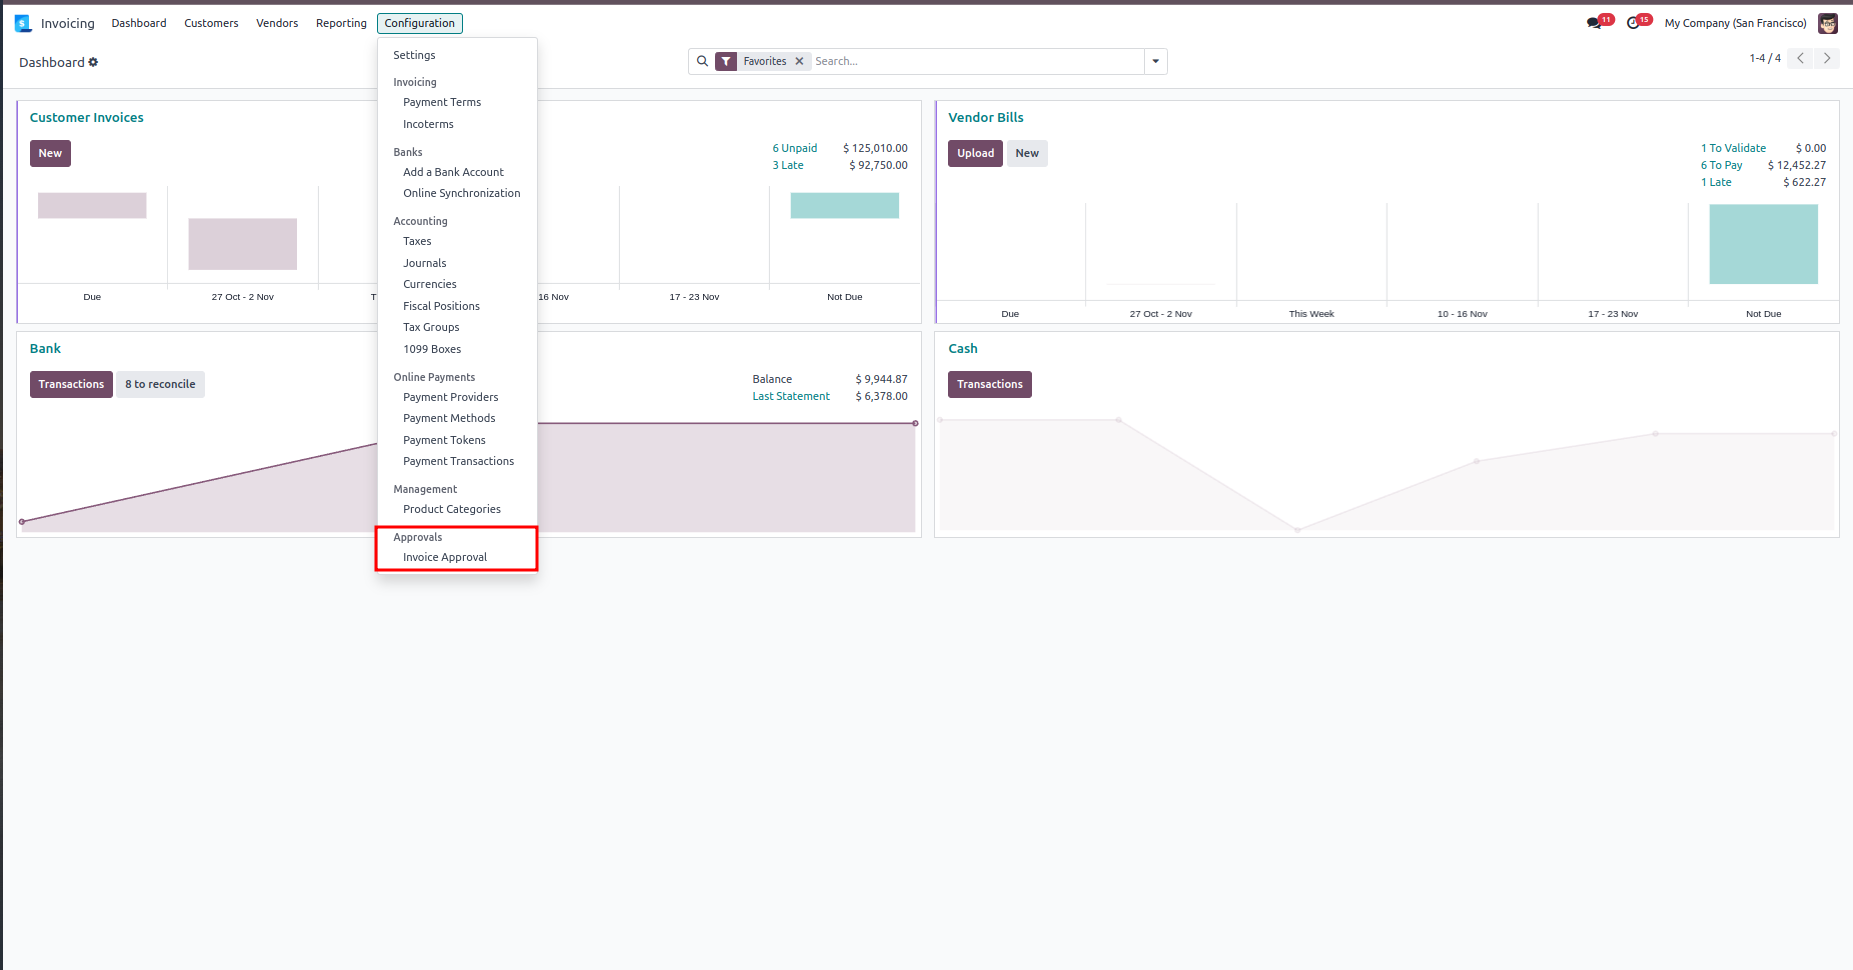 Invoicing Dashboard Customers Vendors Reporting Configuration 11 15 My Company (San Francisco)
Dashboard Favorites Search... 1-4 / 4
Settings
Invoicing
Payment Terms
Incoterms
Banks
Add a Bank Account
Online Synchronization
Accounting
Taxes
Journals
Currencies
Fiscal Positions
Tax Groups
1099 Boxes
Online Payments
Payment Providers
Payment Methods
Payment Tokens
Payment Transactions
Management
Product Categories
Approvals
Invoice Approval
Customer Invoices
New
6 Unpaid $ 125,010.00
3 Late $ 92,750.00
Due 27 Oct - 2 Nov T 16 Nov 17 - 23 Nov Not Due
Vendor Bills
Upload New
1 To Validate $ 0.00
6 To Pay $ 12,452.27
1 Late $ 622.27
Due 27 Oct - 2 Nov This Week 10 - 16 Nov 17 - 23 Nov Not Due
Bank
Transactions 8 to reconcile
Balance $ 9,944.87
Last Statement $ 6,378.00
Cash
Transactions